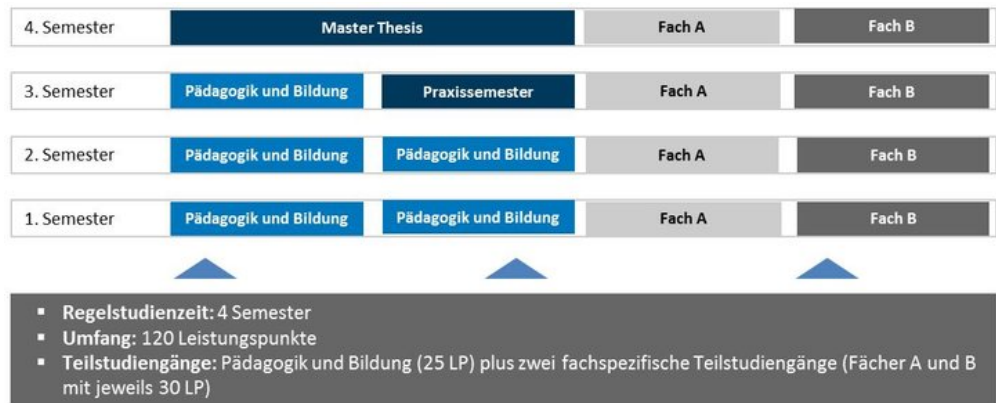 4. Semester Master Thesis Fach A Fach B
3. Semester Pädagogik und Bildung Praxissemester Fach A Fach B
2. Semester Pädagogik und Bildung Pädagogik und Bildung Fach A Fach B
1. Semester Pädagogik und Bildung Pädagogik und Bildung Fach A Fach B
▪ Regelstudienzeit: 4 Semester
▪ Umfang: 120 Leistungspunkte
▪ Teilstudiengänge: Pädagogik und Bildung (25 LP) plus zwei fachspezifische Teilstudiengänge (Fächer A und B
mit jeweils 30 LP)